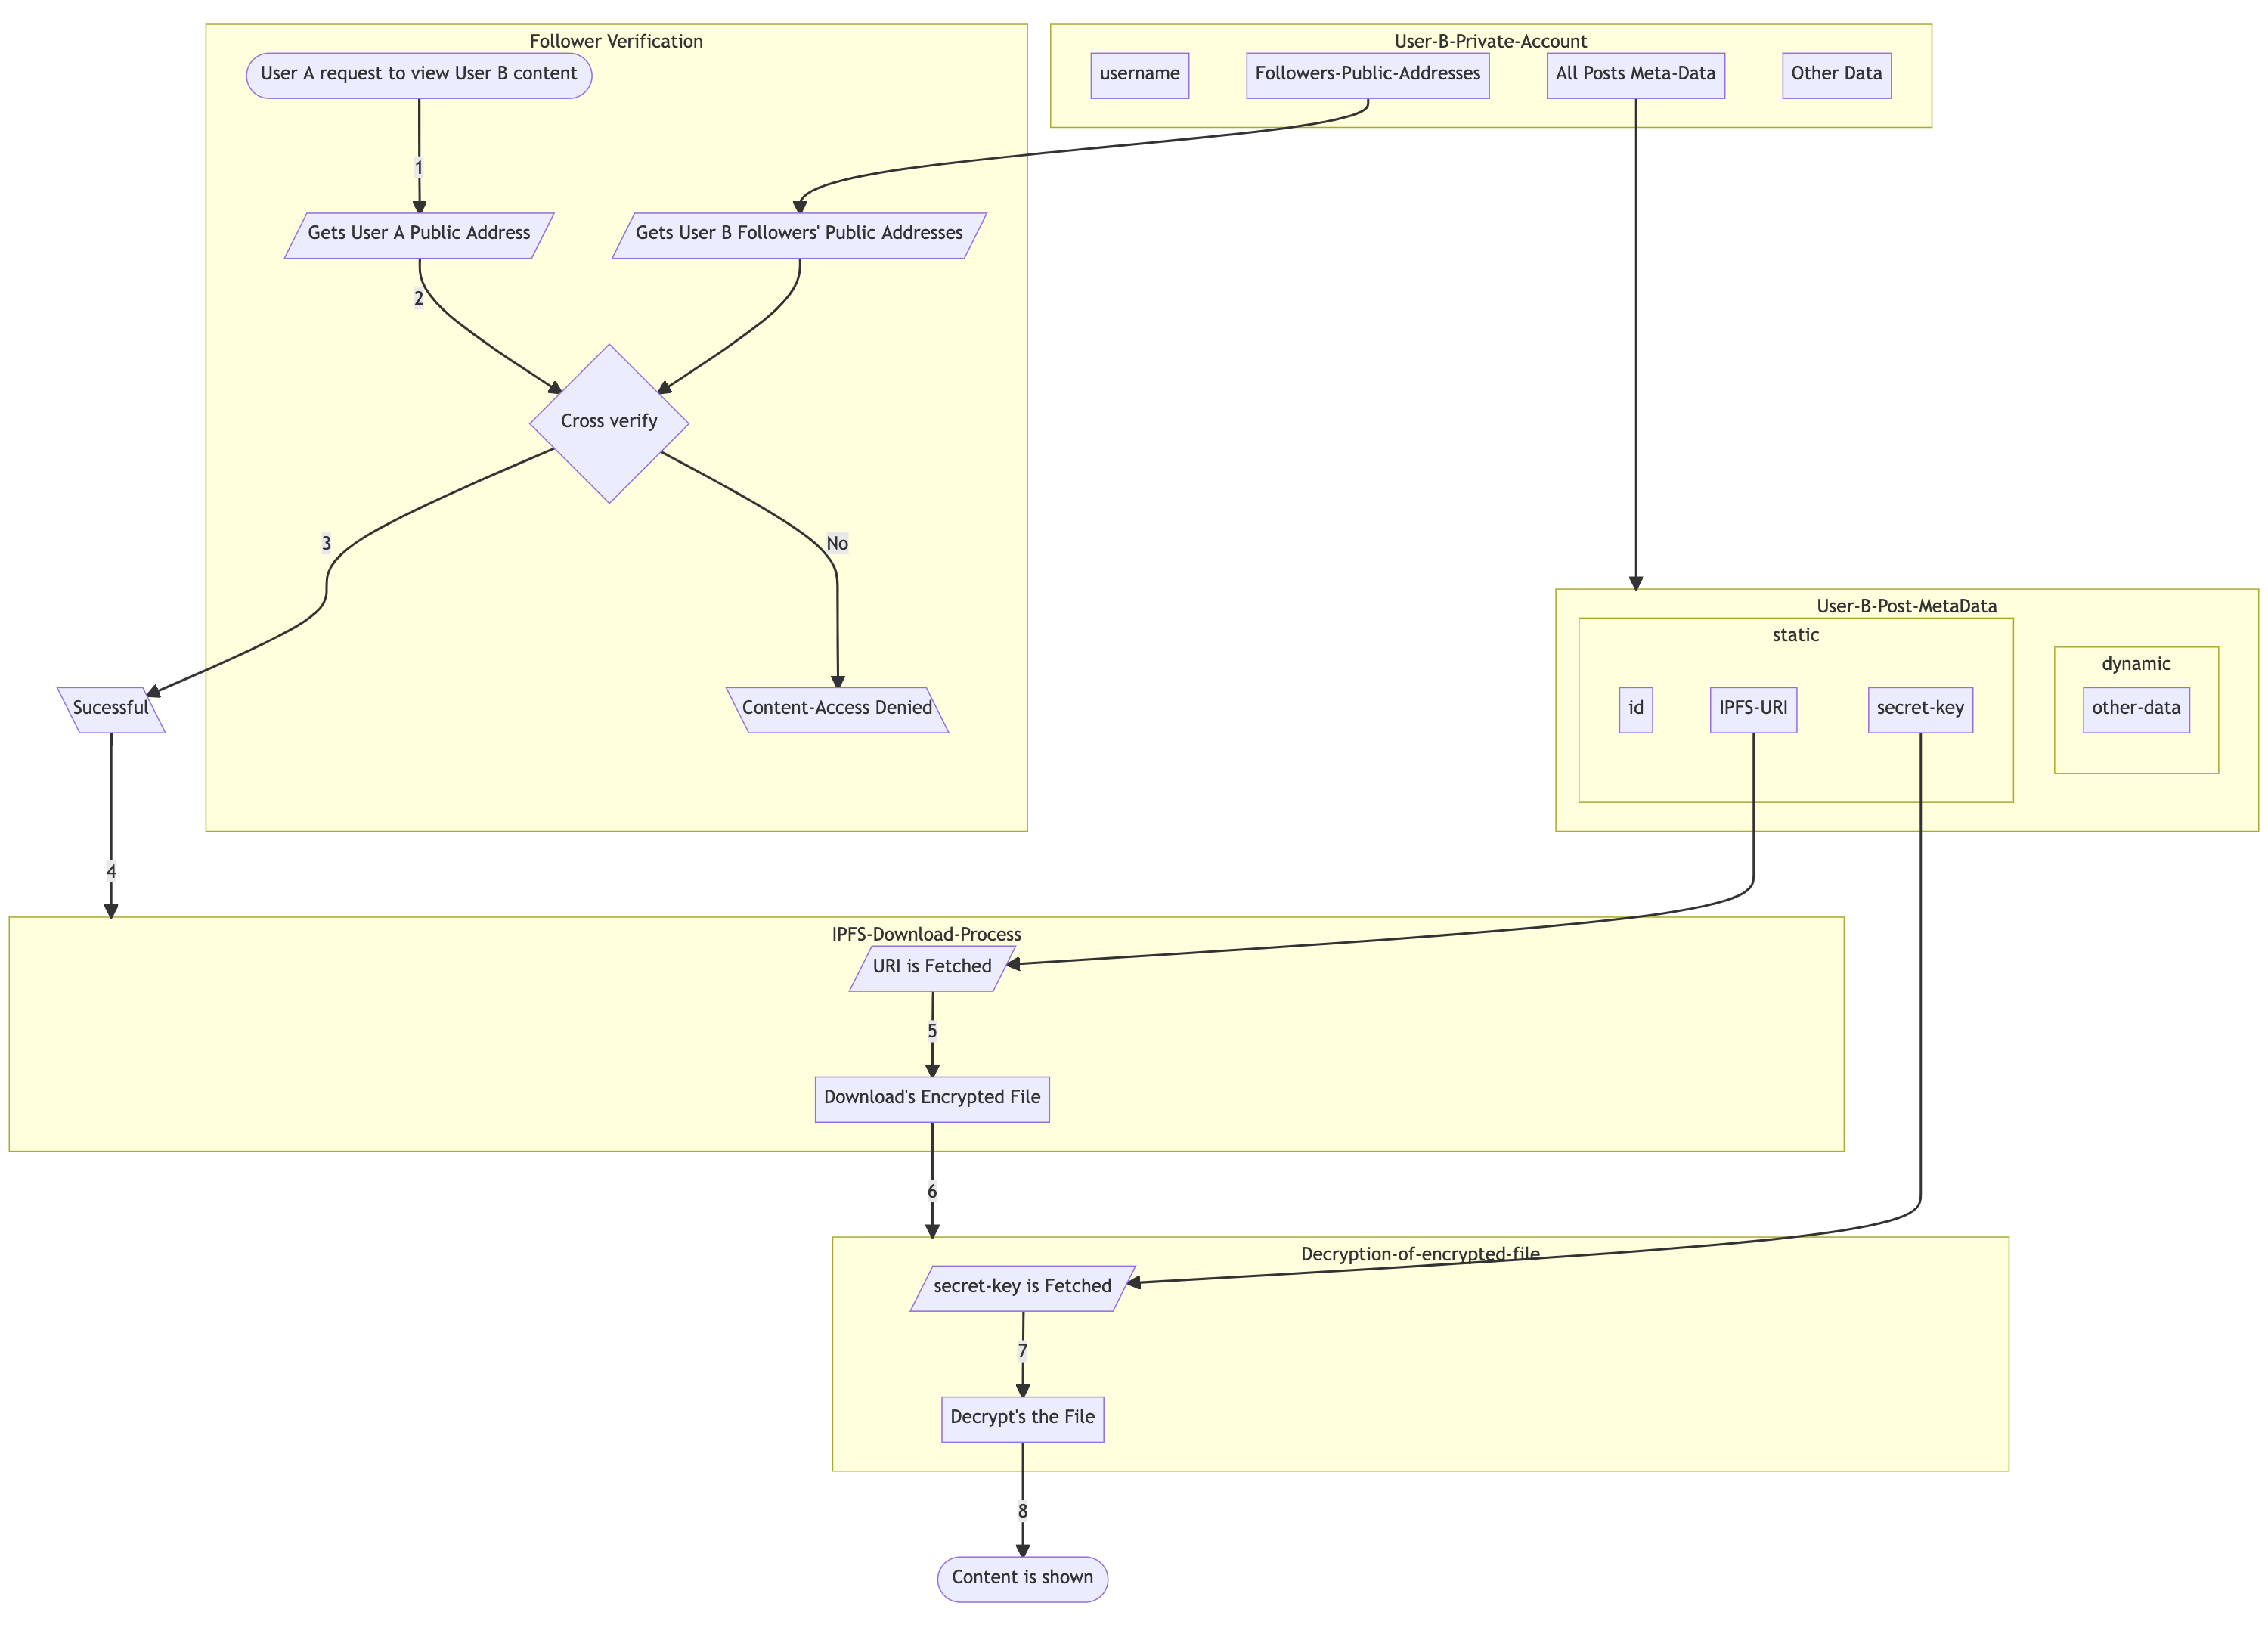 Follower Verification
User-B-Private-Account
User A request to view User B content
username
Followers-Public-Addresses
All Posts Meta-Data
Other Data
1
Gets User A Public Address
Gets User B Followers' Public Addresses
2
Cross verify
3
No
User-B-Post-MetaData
static
dynamic
Sucessful
Content-Access Denied
id
IPFS-URI
secret-key
other-data
4
IPFS-Download-Process
URI is Fetched
5
Download's Encrypted File
6
Decryption-of-encrypted-file
secret-key is Fetched
7
Decrypt's the File
8
Content is shown